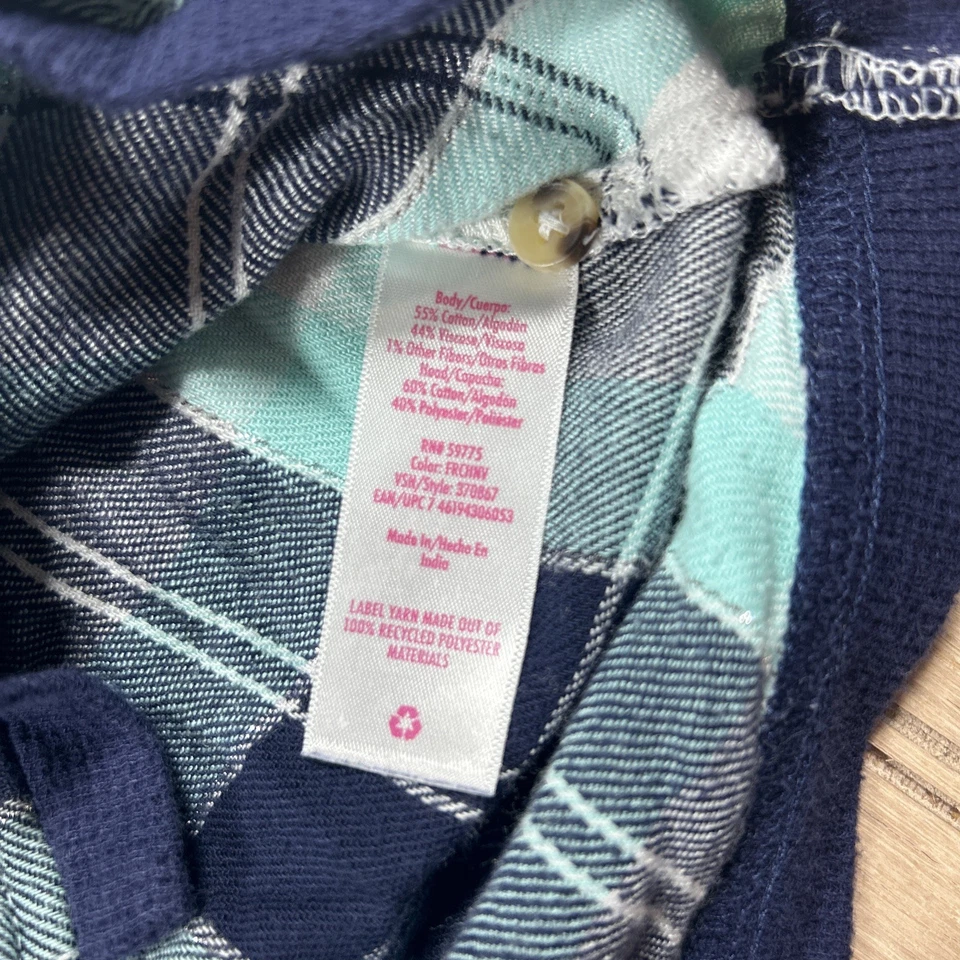 Body/Cuerpo:
55% Cotton/Algodón
44% Viscose/Viscosa
1% Other Fibers/Otras Fibras
Hood/Capucha:
60% Cotton/Algodón
40% Polyester/Poliéster
RN# 59775
Color: FRCHNV
VSN/Style: 370867
EAN/UPC 7 46194306053
Made In/Hecho En
India
LABEL YARN MADE OUT OF
100% RECYCLED POLYESTER
MATERIALS